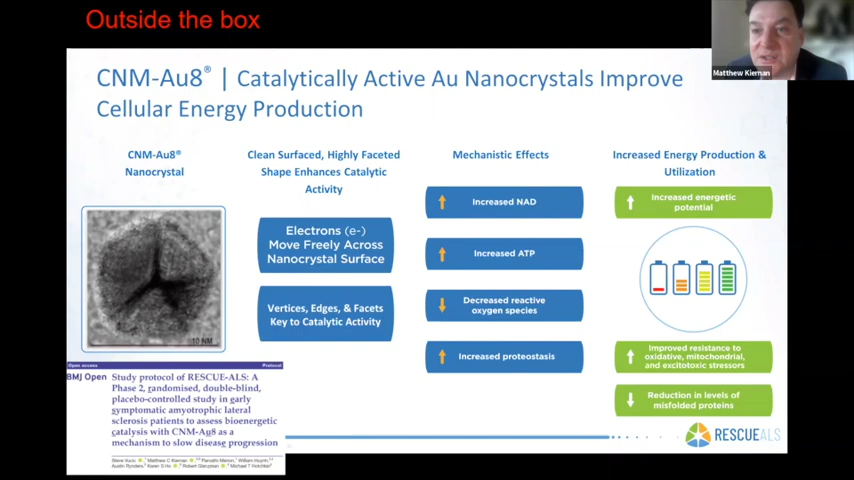 Outside the box
Matthew Kiernan
CNM-Au8® | Catalytically Active Au Nanocrystals Improve
Cellular Energy Production
CNM-Au8®
Nanocrystal
Clean Surfaced, Highly Faceted
Shape Enhances Catalytic
Activity
Mechanistic Effects
Increased Energy Production &
Utilization
Electrons (e-)
Move Freely Across
Nanocrystal Surface
Vertices, Edges, & Facets
Key to Catalytic Activity
Increased NAD
Increased ATP
Decreased reactive
oxygen species
Increased proteostasis
Increased energetic
potential
Improved resistance to
oxidative, mitochondrial,
and excitotoxic stressors
Reduction in levels of
misfolded proteins
10 NM
Open access
Protocol
BMJ Open Study protocol of RESCUE-ALS: A
Phase 2, randomised, double-blind,
placebo-controlled study in early
symptomatic amyotrophic lateral
sclerosis patients to assess bioenergetic
catalysis with CNM-Au8 as a
mechanism to slow disease progression
Matthew C Kiernan
RESCUEALS